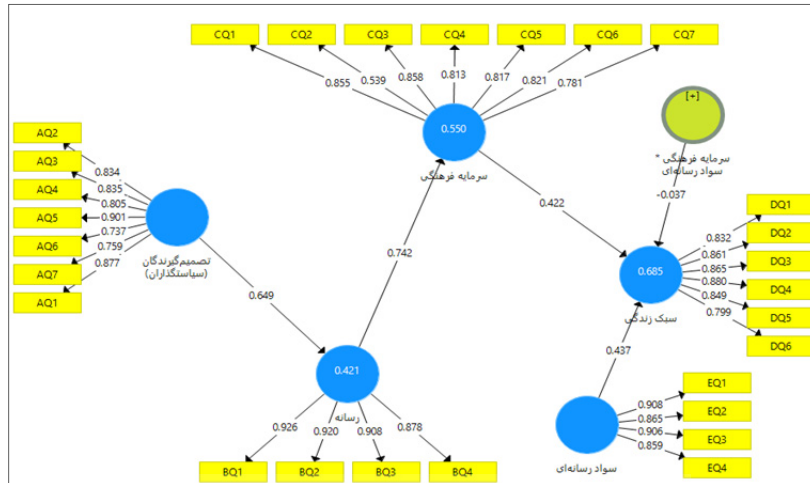 CQ1 CQ2 CQ3 CQ4 CQ5 CQ6 CQ7
0.855 0.539 0.858 0.813 0.817 0.821 0.781
0.550
سرمایه فرهنگی
[+]
سرمایه فرهنگی *
سواد رسانه‌ای
-0.037
AQ2
AQ3
AQ4
AQ5
AQ6
AQ7
AQ1
0.834
0.835
0.805
0.901
0.737
0.759
0.877
تصمیم‌گیرندگان
(سیاستگذاران)
0.649
0.742
0.422
0.421
رسانه
0.926 0.920 0.908 0.878
BQ1 BQ2 BQ3 BQ4
0.685
سبک زندگی
0.832
0.861
0.865
0.880
0.849
0.799
DQ1
DQ2
DQ3
DQ4
DQ5
DQ6
0.437
سواد رسانه‌ای
0.908
0.865
0.906
0.859
EQ1
EQ2
EQ3
EQ4